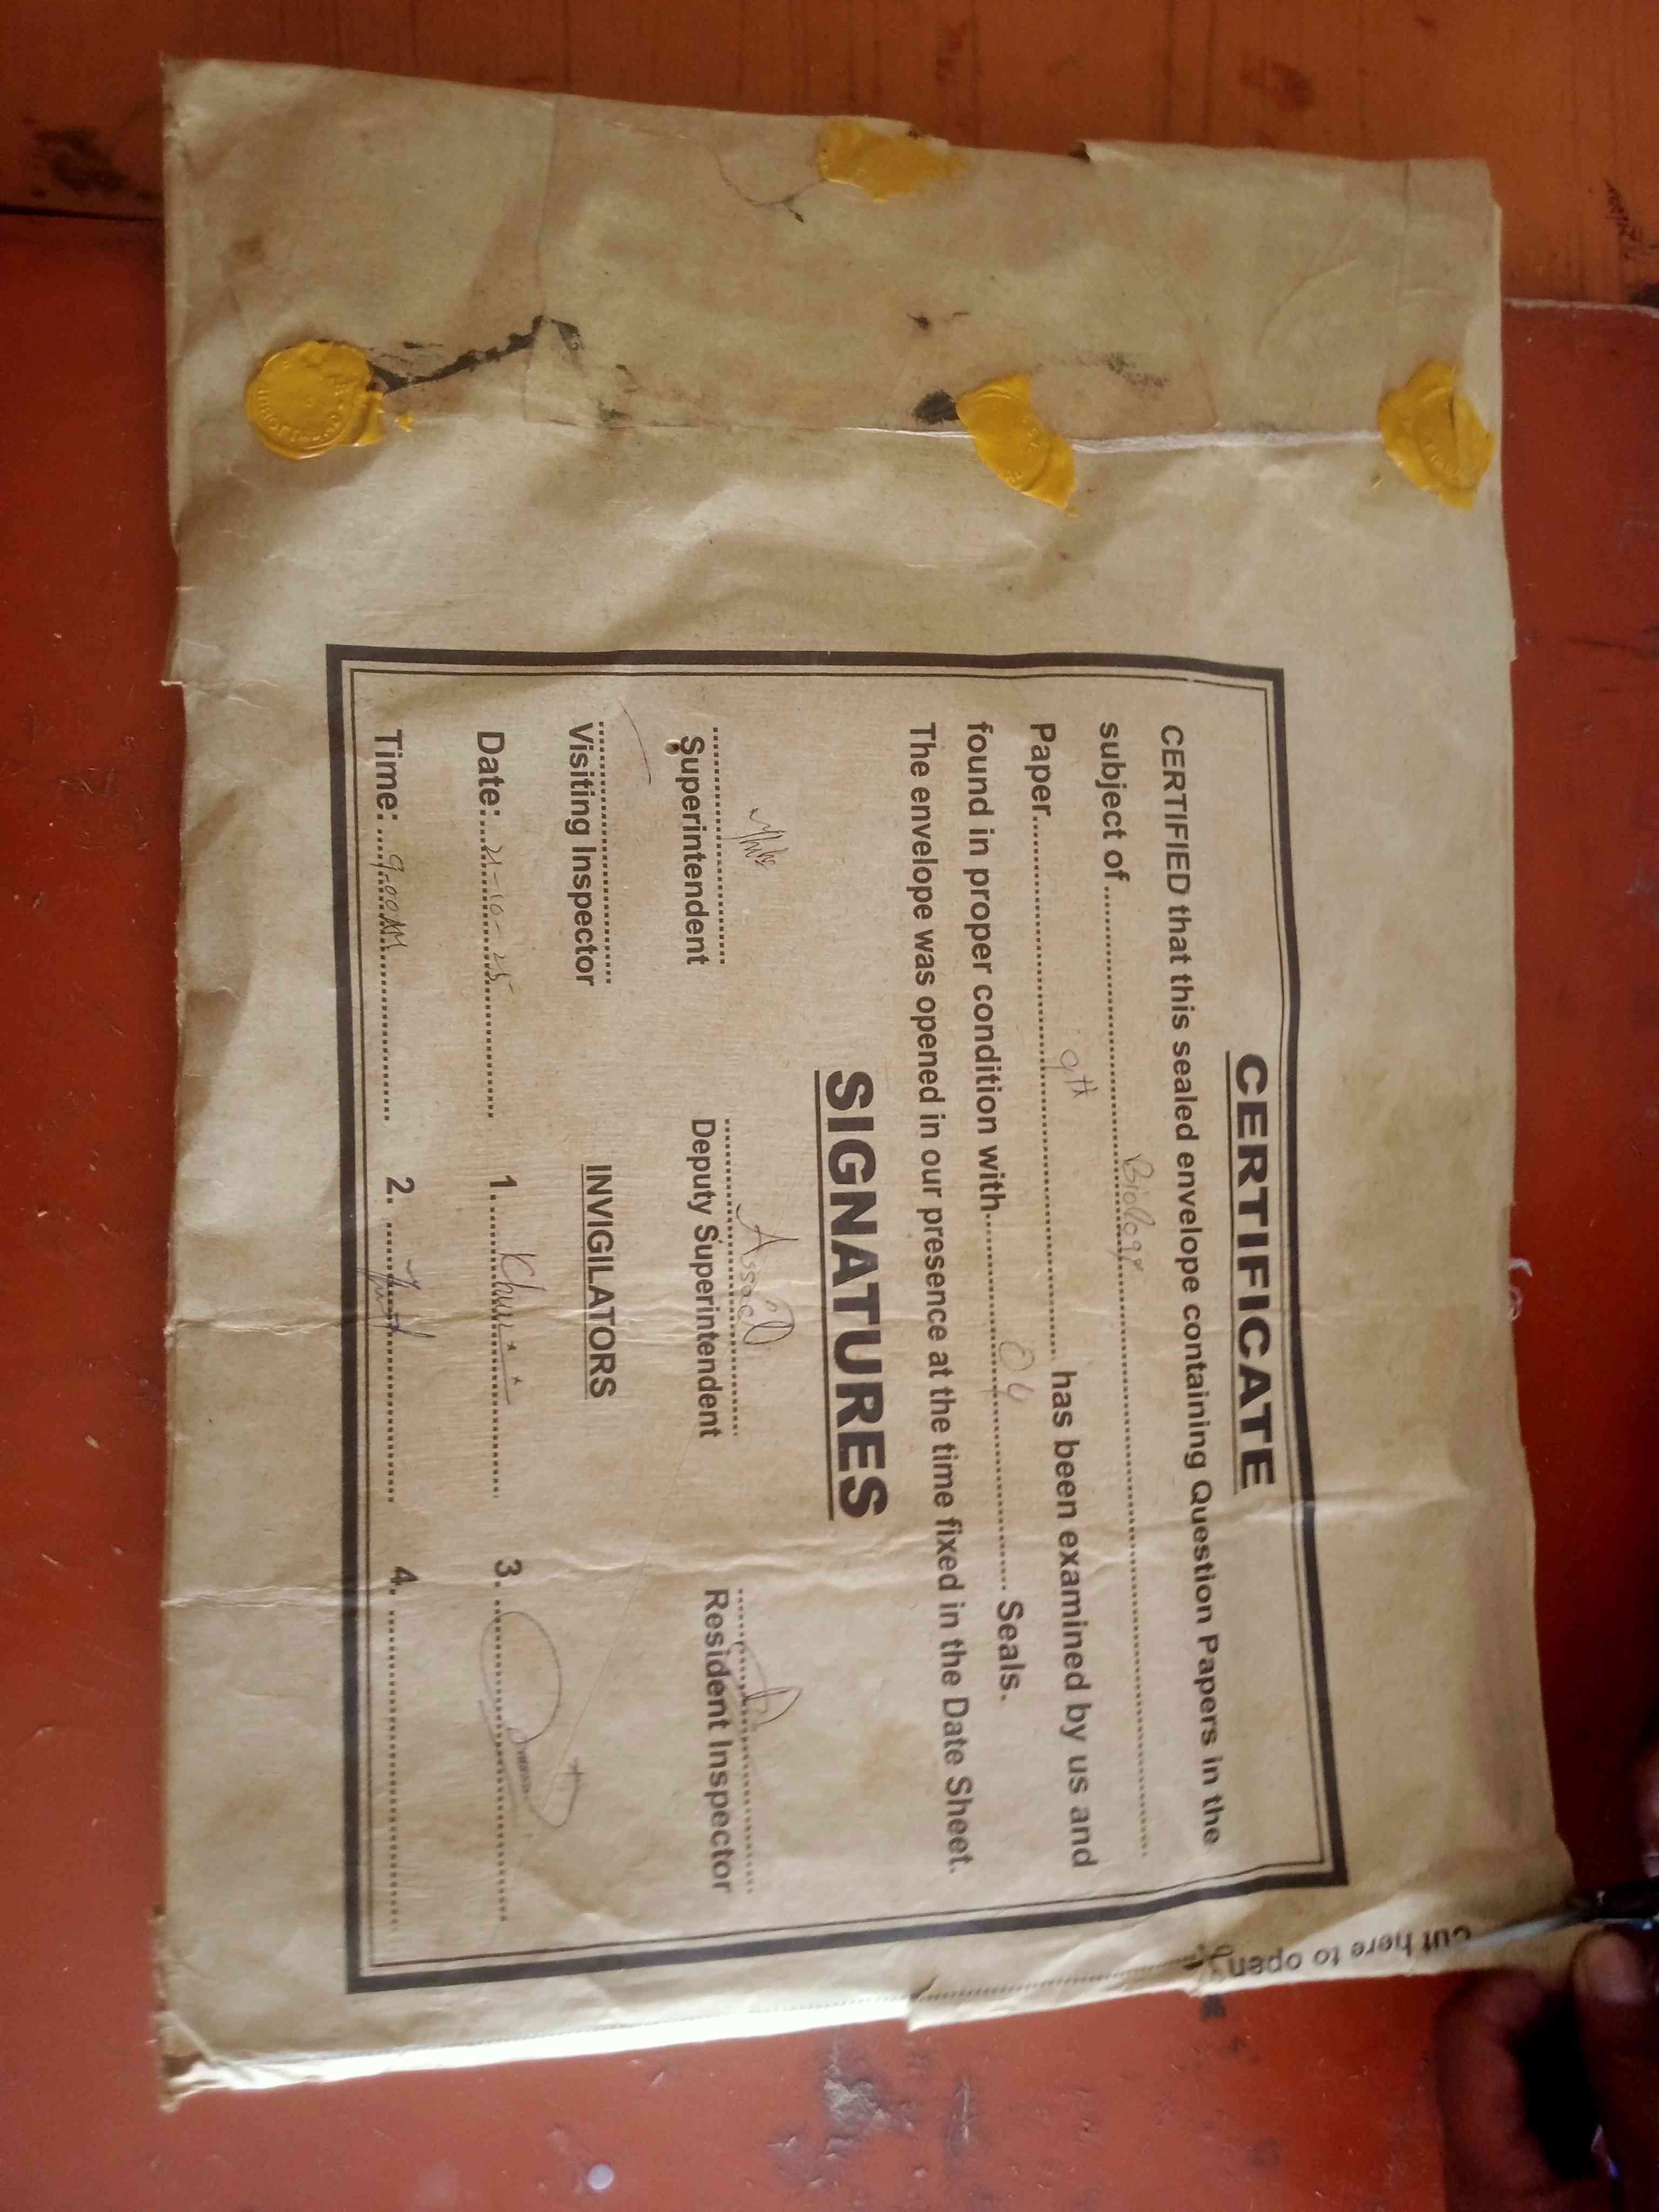 CERTIFICATE
CERTIFIED that this sealed envelope containing Question Papers in the
subject of.......Biology.......
Paper.......9th....... has been examined by us and
found in proper condition with.......04....... Seals.
The envelope was opened in our presence at the time fixed in the Date Sheet.
SIGNATURES
Assad
Superintendent Deputy Superintendent Resident Inspector
Visiting Inspector INVIGILATORS
Date: 21-10-25 1. 3.
Time: 9-00AM 2. 4.
Cut here to open